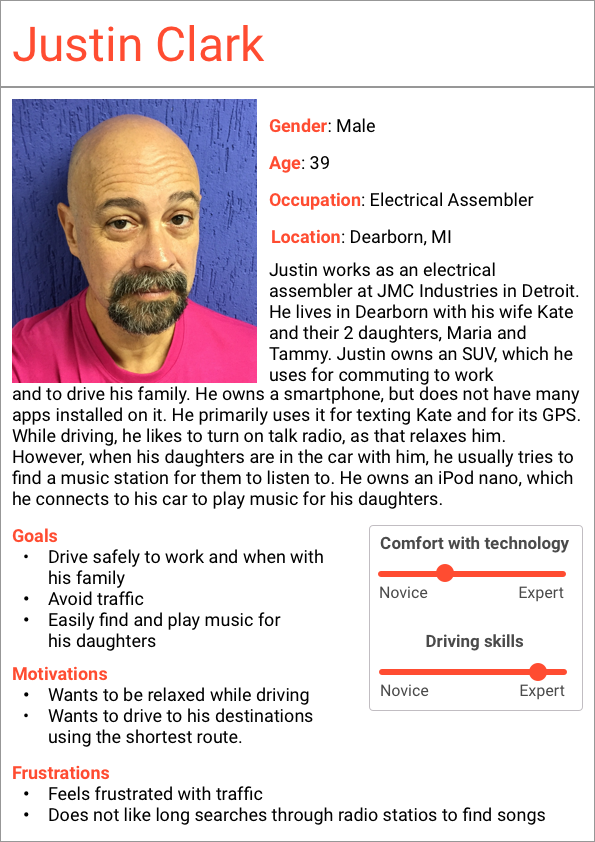 Justin Clark
Gender: Male
Age: 39
Occupation: Electrical Assembler
Location: Dearborn, MI
Justin works as an electrical
assembler at JMC Industries in Detroit.
He lives in Dearborn with his wife Kate
and their 2 daughters, Maria and
Tammy. Justin owns an SUV, which he
uses for commuting to work
and to drive his family. He owns a smartphone, but does not have many
apps installed on it. He primarily uses it for texting Kate and for its GPS.
While driving, he likes to turn on talk radio, as that relaxes him.
However, when his daughters are in the car with him, he usually tries to
find a music station for them to listen to. He owns an iPod nano, which
he connects to his car to play music for his daughters.
Goals
• Drive safely to work and when with
his family
• Avoid traffic
• Easily find and play music for
his daughters
Motivations
• Wants to be relaxed while driving
• Wants to drive to his destinations
using the shortest route.
Frustrations
• Feels frustrated with traffic
• Does not like long searches through radio statios to find songs
Comfort with technology
Novice Expert
Driving skills
Novice Expert